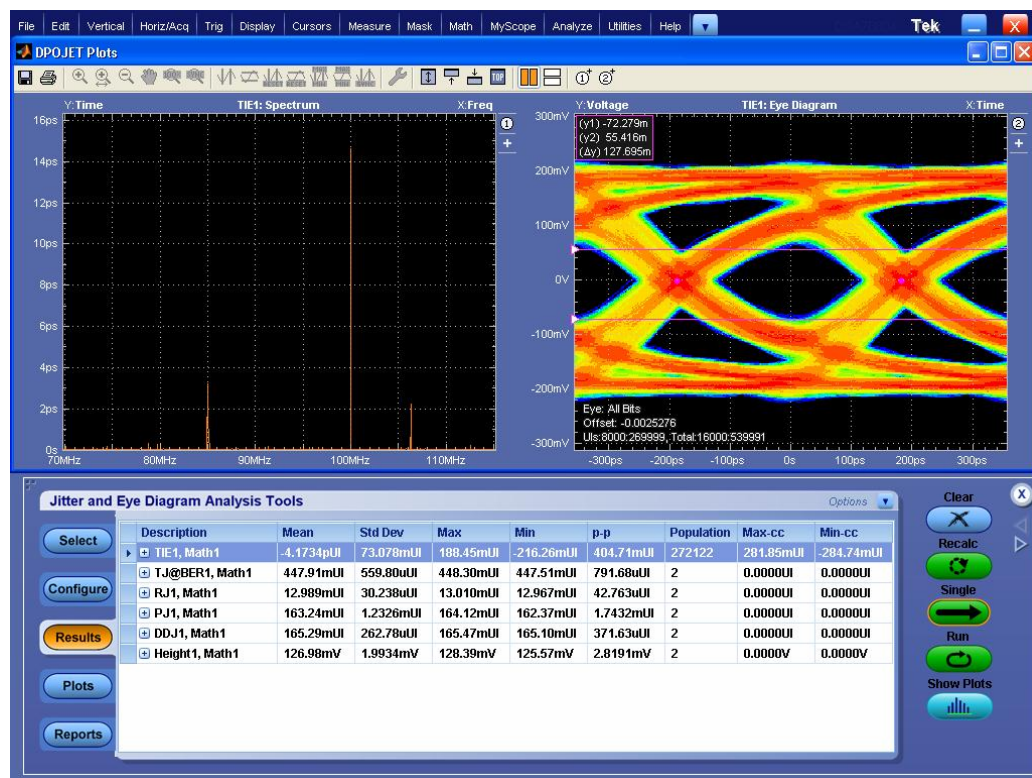 File Edit Vertical Horiz/Acq Trig Display Cursors Measure Mask Math MyScope Analyze Utilities Help Tek X
DPOJET Plots
TOP 1 2
Y:Time TIE1: Spectrum X:Freq
16ps
14ps
12ps
10ps
8ps
6ps
4ps
2ps
0s
70MHz 80MHz 90MHz 100MHz 110MHz
1
+
Y:Voltage TIE1: Eye Diagram X:Time
300mV
(y1) -72.279m
(y2) 55.416m
(Δy) 127.695m
200mV
100mV
0V
-100mV
-200mV
-300mV
Eye: All Bits
Offset: -0.0025276
UIs:8000:269999, Total:16000:539991
-300ps -200ps -100ps 0s 100ps 200ps 300ps
2
+
Jitter and Eye Diagram Analysis Tools
Options
Select
Configure
Results
Plots
Reports
Description Mean Std Dev Max Min p-p Population Max-cc Min-cc
TIE1, Math1 -4.1734pUI 73.078mUI 188.45mUI -216.26mUI 404.71mUI 272122 281.85mUI -284.74mUI
TJ@BER1, Math1 447.91mUI 559.80uUI 448.30mUI 447.51mUI 791.68uUI 2 0.0000UI 0.0000UI
RJ1, Math1 12.989mUI 30.238uUI 13.010mUI 12.967mUI 42.763uUI 2 0.0000UI 0.0000UI
PJ1, Math1 163.24mUI 1.2326mUI 164.12mUI 162.37mUI 1.7432mUI 2 0.0000UI 0.0000UI
DDJ1, Math1 165.29mUI 262.78uUI 165.47mUI 165.10mUI 371.63uUI 2 0.0000UI 0.0000UI
Height1, Math1 126.98mV 1.9934mV 128.39mV 125.57mV 2.8191mV 2 0.0000V 0.0000V
Clear
X
Recalc
Single
Run
Show Plots